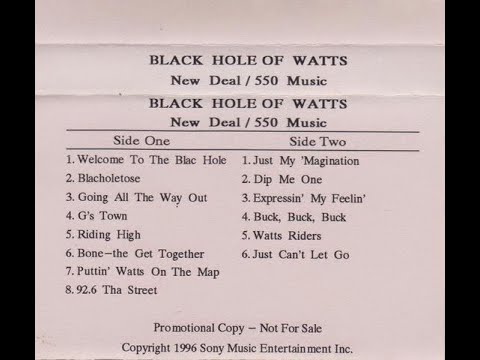 BLACK HOLE OF WATTS
New Deal / 550 Music
BLACK HOLE OF WATTS
New Deal / 550 Music
Side One
1. Welcome To The Blac Hole
2. Blacholetose
3. Going All The Way Out
4. G's Town
5. Riding High
6. Bone—the Get Together
7. Puttin' Watts On The Map
8. 92.6 Tha Street
Side Two
1. Just My 'Magination
2. Dip Me One
3. Expressin' My Feelin'
4. Buck, Buck, Buck
5. Watts Riders
6. Just Can't Let Go
Promotional Copy — Not For Sale
Copyright 1996 Sony Music Entertainment Inc.